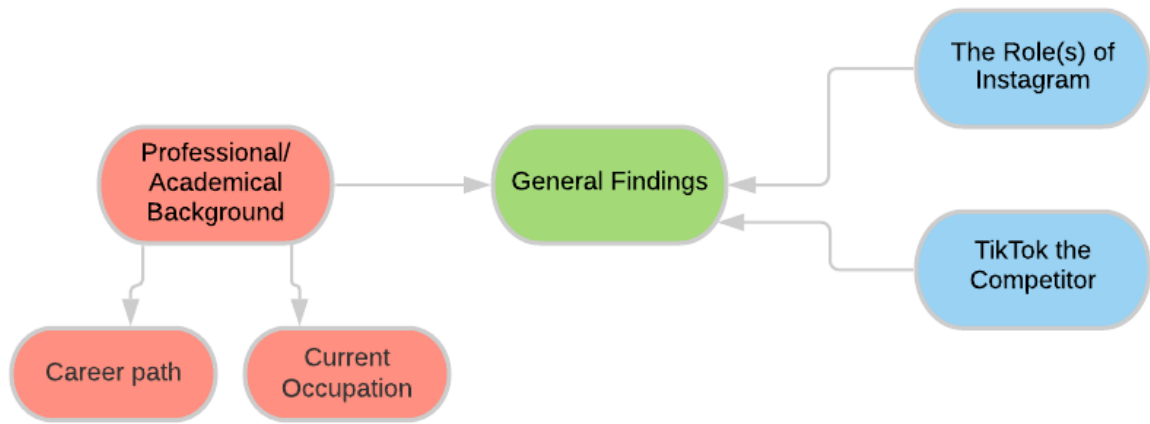 The Role(s) of
Instagram
Professional/
Academical
Background
General Findings
TikTok the
Competitor
Career path
Current
Occupation